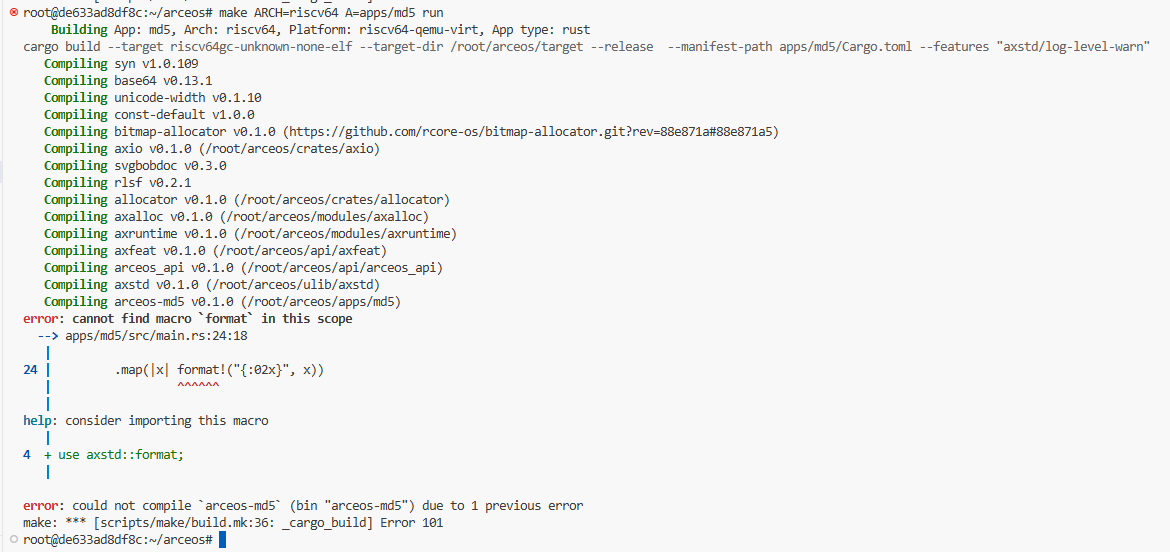 root@de633ad8df8c:~/arceos# make ARCH=riscv64 A=apps/md5 run
Building App: md5, Arch: riscv64, Platform: riscv64-qemu-virt, App type: rust
cargo build --target riscv64gc-unknown-none-elf --target-dir /root/arceos/target --release --manifest-path apps/md5/Cargo.toml --features "axstd/log-level-warn"
Compiling syn v1.0.109
Compiling base64 v0.13.1
Compiling unicode-width v0.1.10
Compiling const-default v1.0.0
Compiling bitmap-allocator v0.1.0 (https://github.com/rcore-os/bitmap-allocator.git?rev=88e871a#88e871a5)
Compiling axio v0.1.0 (/root/arceos/crates/axio)
Compiling svgbobdoc v0.3.0
Compiling rlsf v0.2.1
Compiling allocator v0.1.0 (/root/arceos/crates/allocator)
Compiling axalloc v0.1.0 (/root/arceos/modules/axalloc)
Compiling axruntime v0.1.0 (/root/arceos/modules/axruntime)
Compiling axfeat v0.1.0 (/root/arceos/api/axfeat)
Compiling arceos_api v0.1.0 (/root/arceos/api/arceos_api)
Compiling axstd v0.1.0 (/root/arceos/ulib/axstd)
Compiling arceos-md5 v0.1.0 (/root/arceos/apps/md5)
error: cannot find macro `format` in this scope
--> apps/md5/src/main.rs:24:18
|
24 | .map(|x| format!("{:02x}", x))
| ^^^^^^
|
help: consider importing this macro
|
4 + use axstd::format;
|
error: could not compile `arceos-md5` (bin "arceos-md5") due to 1 previous error
make: *** [scripts/make/build.mk:36: _cargo_build] Error 101
root@de633ad8df8c:~/arceos#